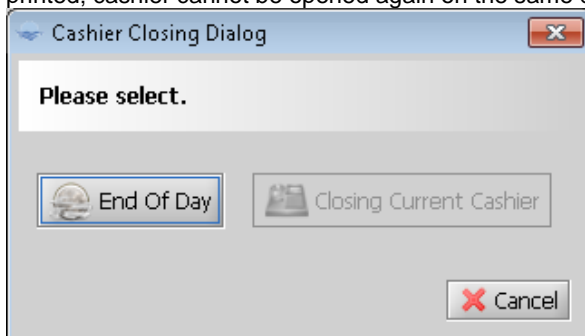 printed, cashier cannot be opened again on the same
Cashier Closing Dialog
Please select.
End Of Day
Closing Current Cashier
Cancel